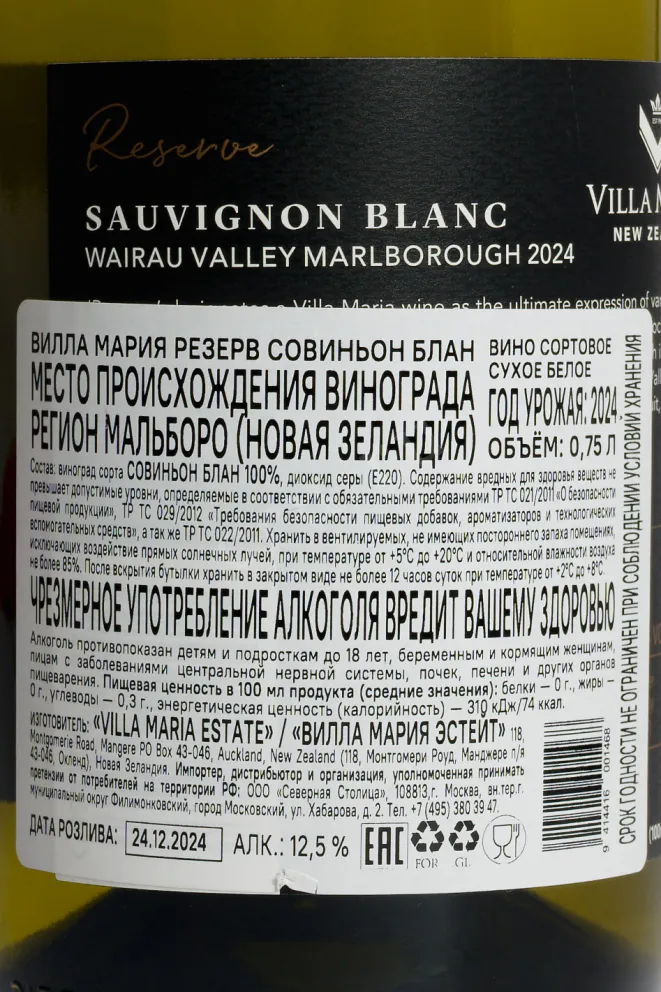 Reserve
SAUVIGNON BLANC
WAIRAU VALLEY MARLBOROUGH 2024
VILLA
NEW
a Villa Maria wine as the ultimate expression of
ВИЛЛА МАРИЯ РЕЗЕРВ СОВИНЬОН БЛАН
МЕСТО ПРОИСХОЖДЕНИЯ ВИНОГРАДА
РЕГИОН МАЛЬБОРО (НОВАЯ ЗЕЛАНДИЯ)
ВИНО СОРТОВОЕ
СУХОЕ БЕЛОЕ
ГОД УРОЖАЯ: 2024
ОБЪЁМ: 0,75 Л
Состав: виноград сорта СОВИНЬОН БЛАН 100%, диоксид серы (Е220). Содержание вредных для здоровья веществ не
превышает допустимые уровни, определяемые в соответствии с обязательными требованиями ТР ТС 021/2011 «О безопасности
пищевой продукции», ТР ТС 029/2012 «Требования безопасности пищевых добавок, ароматизаторов и технологических
вспомогательных средств», а так же ТР ТС 022/2011. Хранить в вентилируемых, не имеющих постороннего запаха помещениях,
исключающих воздействие прямых солнечных лучей, при температуре от +5°C до +20°C и относительной влажности воздуха
не более 85%. После вскрытия бутылки хранить в закрытом виде не более 12 часов суток при температуре от +2°C до +8°C.
ЧРЕЗМЕРНОЕ УПОТРЕБЛЕНИЕ АЛКОГОЛЯ ВРЕДИТ ВАШЕМУ ЗДОРОВЬЮ
Алкоголь противопоказан детям и подросткам до 18 лет, беременным и кормящим женщинам,
лицам с заболеваниями центральной нервной системы, почек, печени и других органов
пищеварения. Пищевая ценность в 100 мл продукта (средние значения): белки – 0 г., жиры –
0 г., углеводы – 0,3 г., энергетическая ценность (калорийность) – 310 кДж/74 ккал.
ИЗГОТОВИТЕЛЬ: «VILLA MARIA ESTATE» / «ВИЛЛА МАРИЯ ЭСТЕЙТ» 118,
Montgomerie Road, Mangere PO Box 43-046, Auckland, New Zealand (118, Монтгомери Роуд, Манджере п/я
43-046, Окленд), Новая Зеландия. Импортер, дистрибьютор и организация, уполномоченная принимать
претензии от потребителей на территории РФ: ООО «Северная Столица», 108813, г. Москва, вн.тер.г.
муниципальный округ Филимонковский, город Московский, ул. Хабарова, д. 2. Тел. +7 (495) 380 39 47.
ДАТА РОЗЛИВА: 24.12.2024 АЛК.: 12,5 %
EAC
FOR GL
9 414416 001468
СРОК ГОДНОСТИ НЕ ОГРАНИЧЕН ПРИ СОБЛЮДЕНИИ УСЛОВИЙ ХРАНЕНИЯ